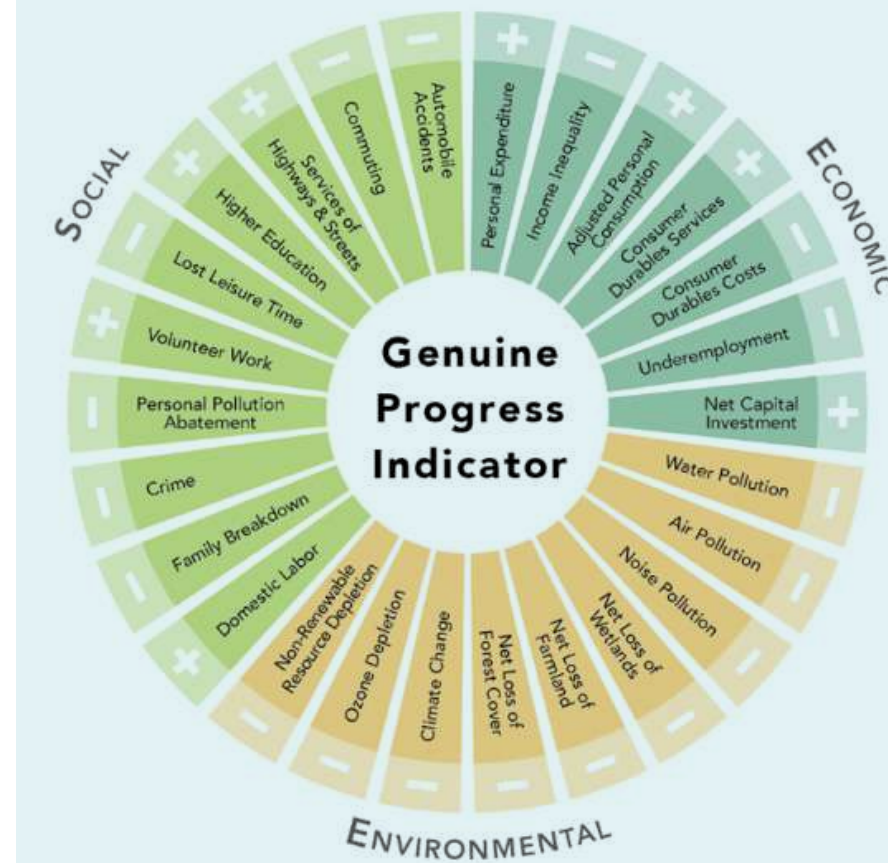 Genuine
Progress
Indicator
ECONOMIC
+
Personal Expenditure
−
Income Inequality
+
Adjusted Personal
Consumption
+
Consumer
Durables Services
−
Consumer
Durables Costs
−
Underemployment
+
Net Capital
Investment
ENVIRONMENTAL
−
Water Pollution
−
Air Pollution
−
Noise Pollution
−
Net Loss of
Wetlands
−
Net Loss of
Farmland
−
Net Loss of
Forest Cover
−
Climate Change
−
Ozone Depletion
−
Non-Renewable
Resource Depletion
SOCIAL
+
Domestic Labor
−
Family Breakdown
−
Crime
−
Personal Pollution
Abatement
+
Volunteer Work
−
Lost Leisure Time
+
Higher Education
+
Services of
Highways & Streets
−
Commuting
−
Automobile
Accidents